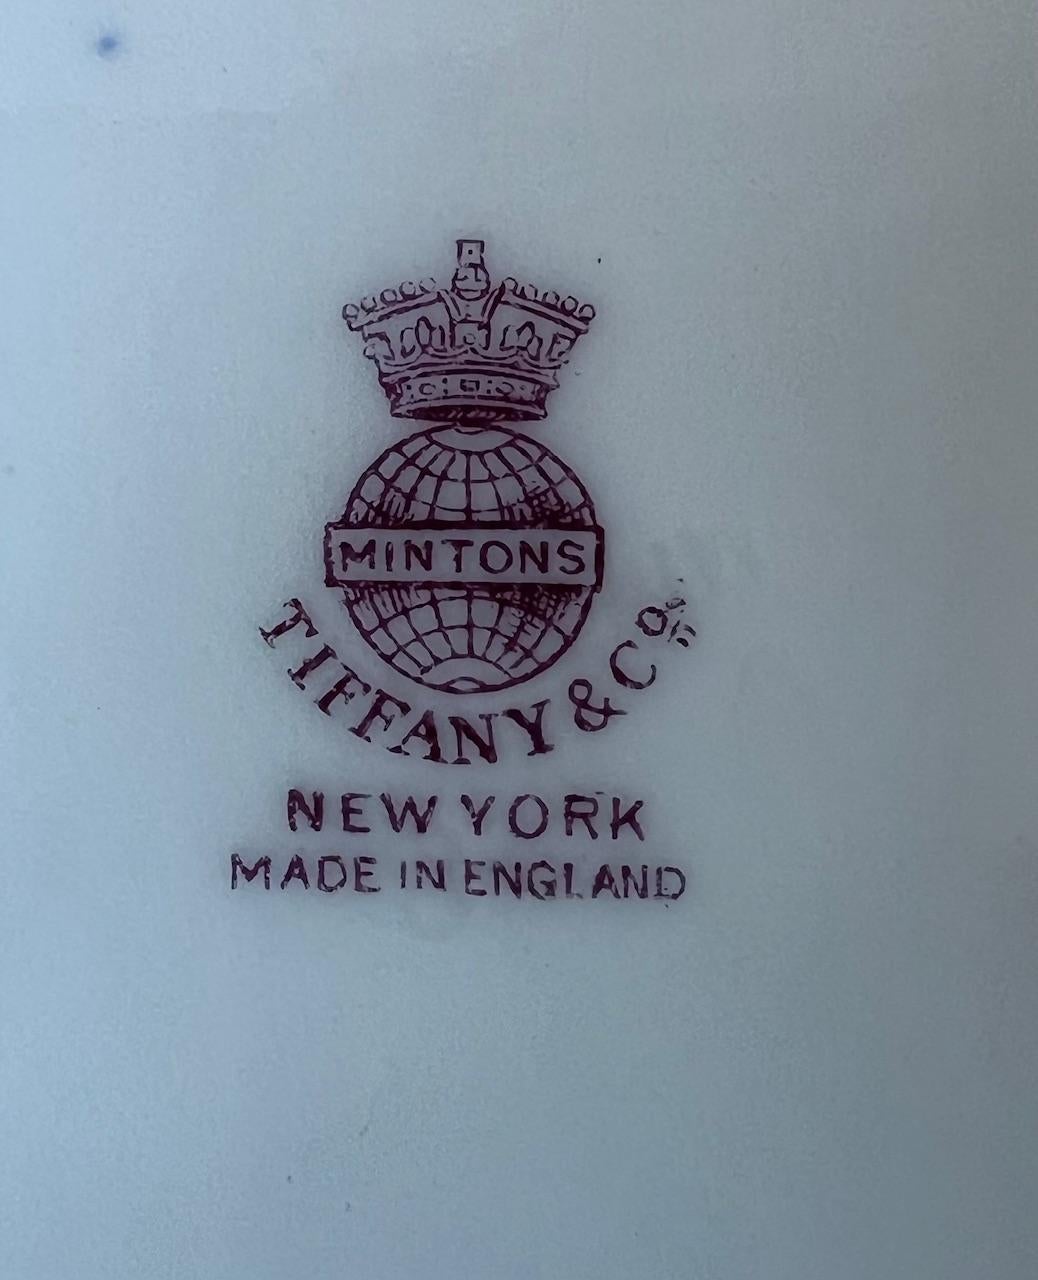 MINTONS
TIFFANY & Co
NEW YORK
MADE IN ENGLAND